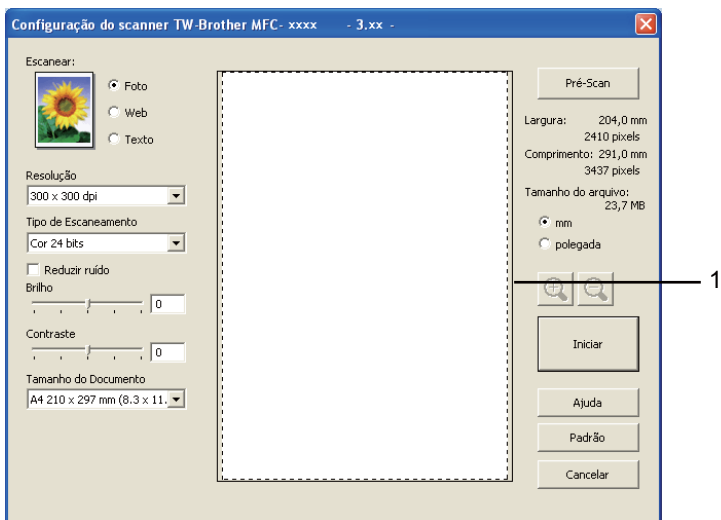 Configuração do scanner TW-Brother MFC- xxxx - 3.xx -
Escanear:
Foto
Web
Texto
Resolução
300 x 300 dpi
Tipo de Escaneamento
Cor 24 bits
Reduzir ruído
Brilho
0
Contraste
0
Tamanho do Documento
A4 210 x 297 mm (8.3 x 11.
Pré-Scan
Largura: 204,0 mm
2410 pixels
Comprimento: 291,0 mm
3437 pixels
Tamanho do arquivo:
23,7 MB
mm
polegada
1
Iniciar
Ajuda
Padrão
Cancelar